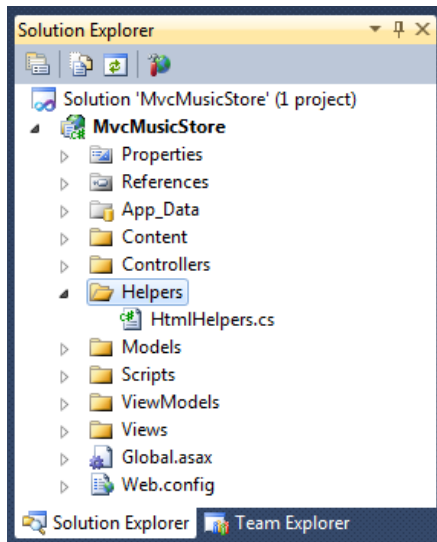 Solution Explorer
Solution 'MvcMusicStore' (1 project)
MvcMusicStore
Properties
References
App_Data
Content
Controllers
Helpers
HtmlHelpers.cs
Models
Scripts
ViewModels
Views
Global.asax
Web.config
Solution Explorer Team Explorer